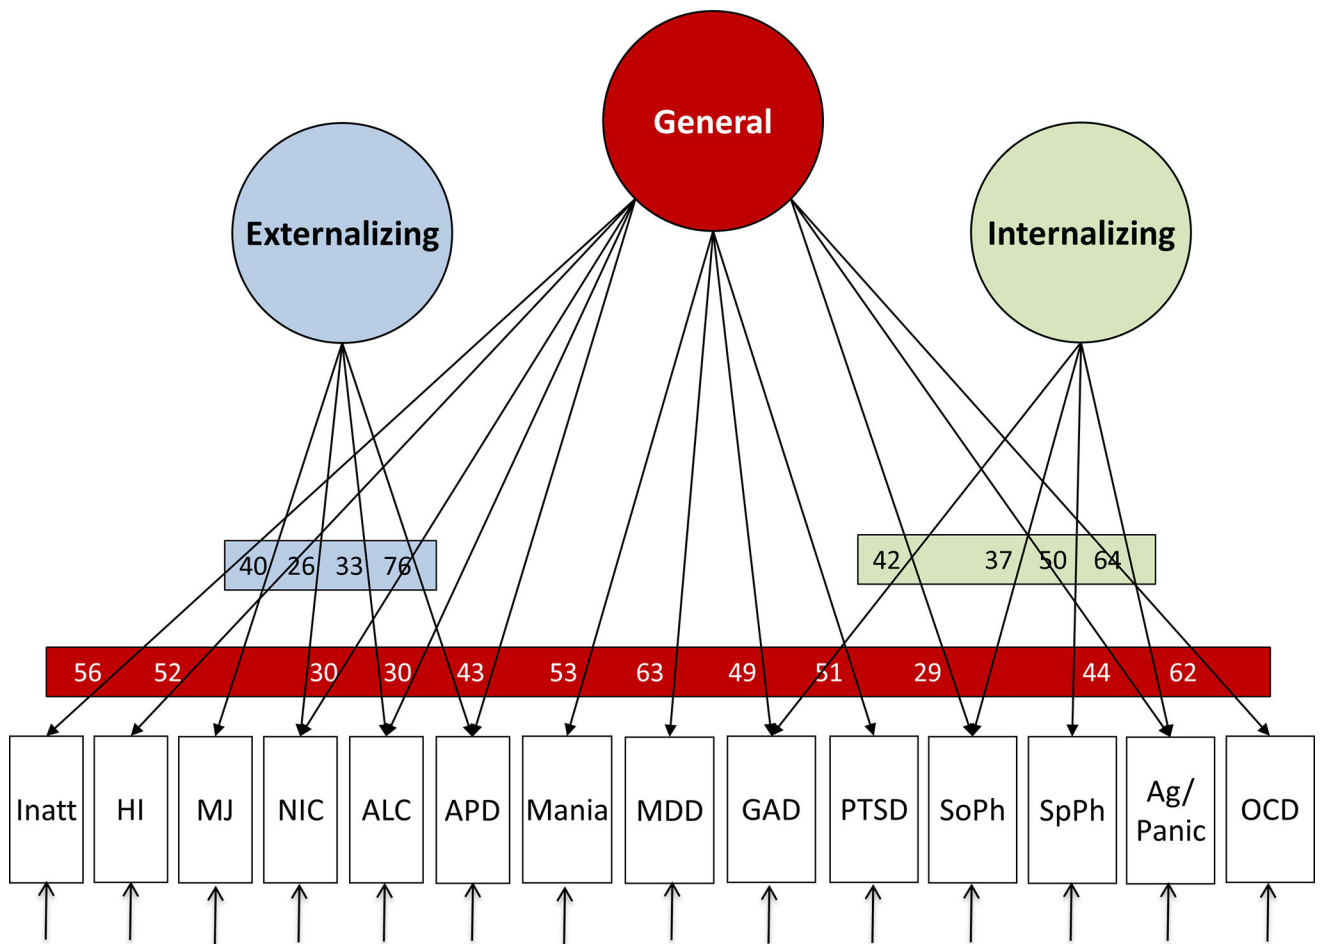 General
Externalizing
Internalizing
40 26 33 76
42 37 50 64
56 52 30 30 43 53 63 49 51 29 44 62
Inatt
HI
MJ
NIC
ALC
APD
Mania
MDD
GAD
PTSD
SoPh
SpPh
Ag/
Panic
OCD